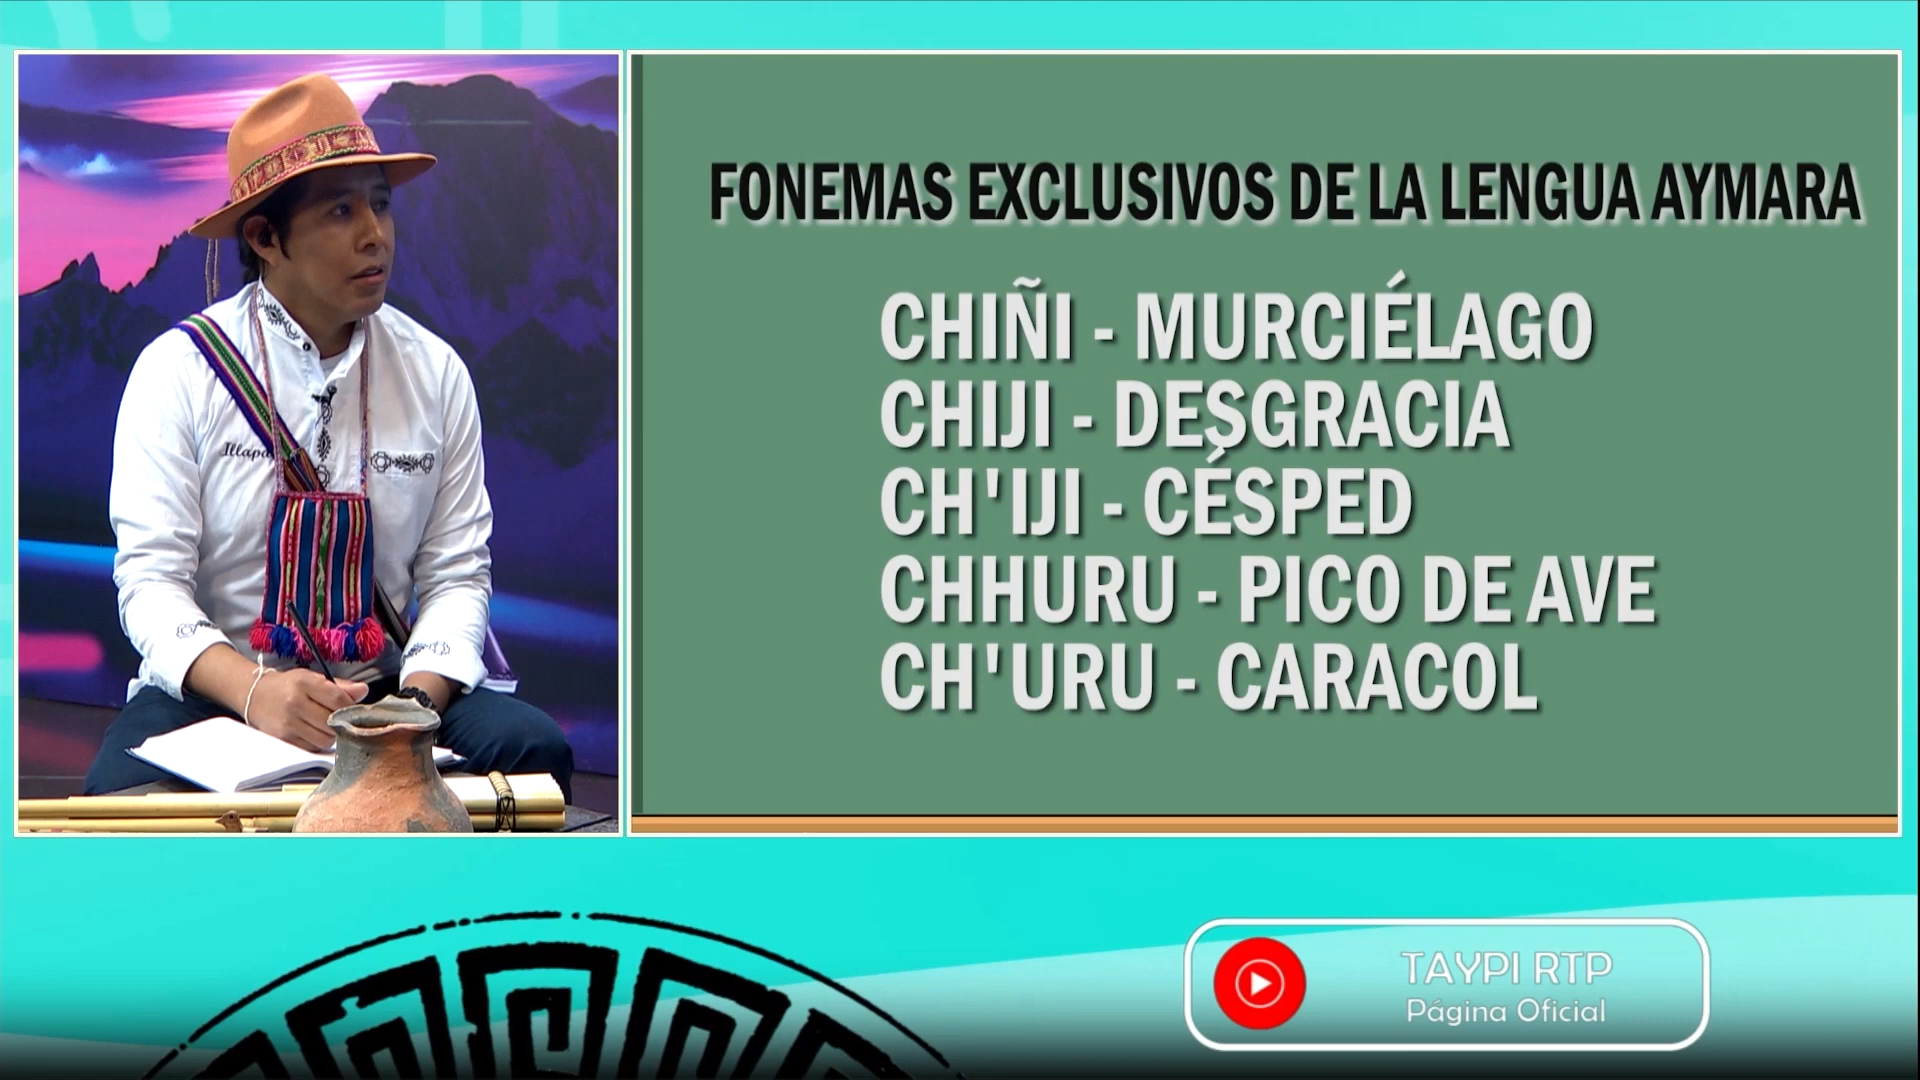 FONEMAS EXCLUSIVOS DE LA LENGUA AYMARA
CHIÑI - MURCIÉLAGO
CHIJI - DESGRACIA
CH'IJI - CÉSPED
CHHURU - PICO DE AVE
CH'URU - CARACOL
Illapa
TAYPI RTP
Página Oficial